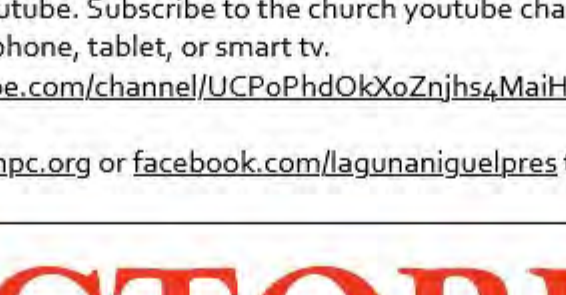 utube. Subscribe to the church youtube cha
phone, tablet, or smart tv.
be.com/channel/UCPoPhdOkXoZnjhs4MaiH
npc.org or facebook.com/lagunaniguelpres
CTOB